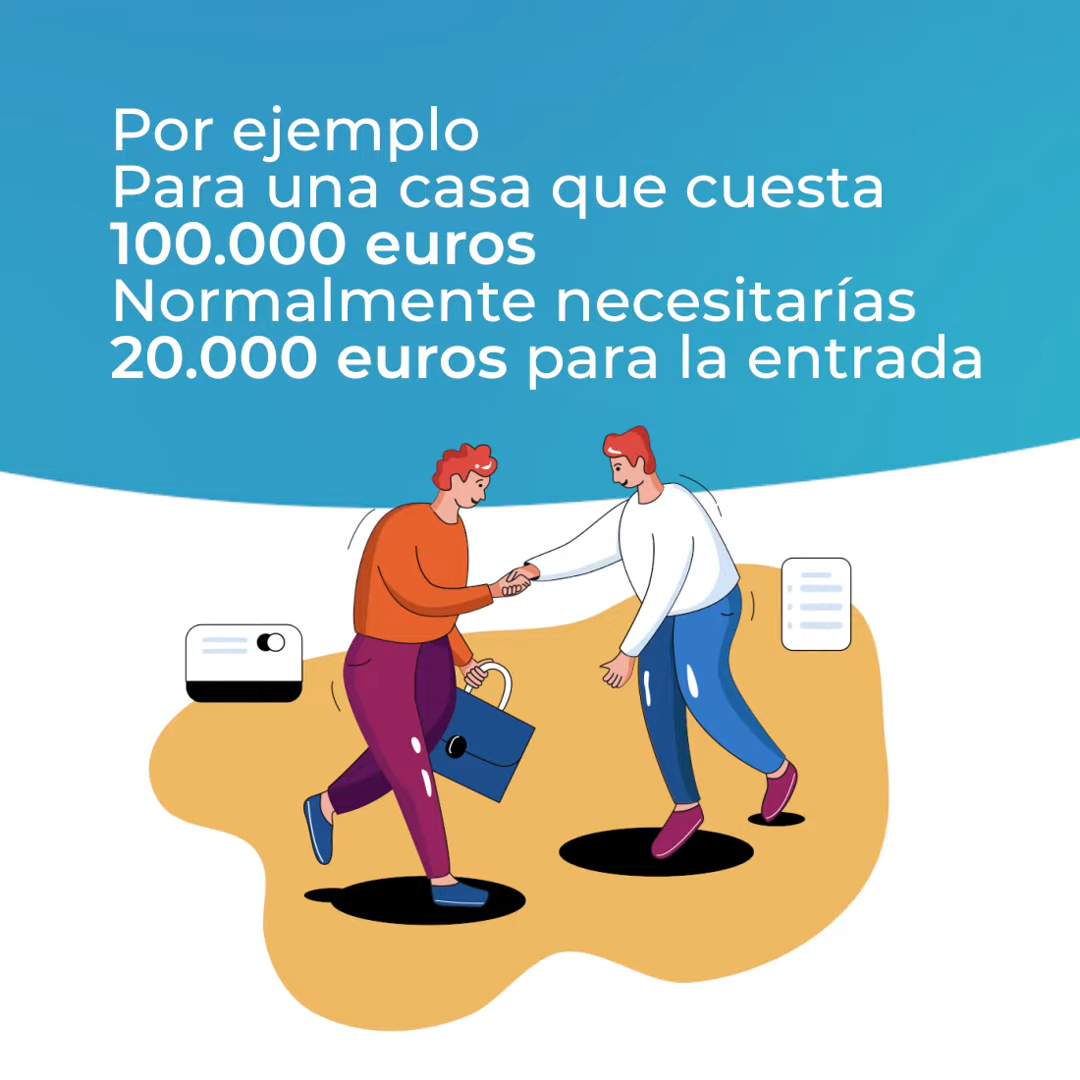 Por ejemplo
Para una casa que cuesta
100.000 euros
Normalmente necesitarías
20.000 euros para la entrada